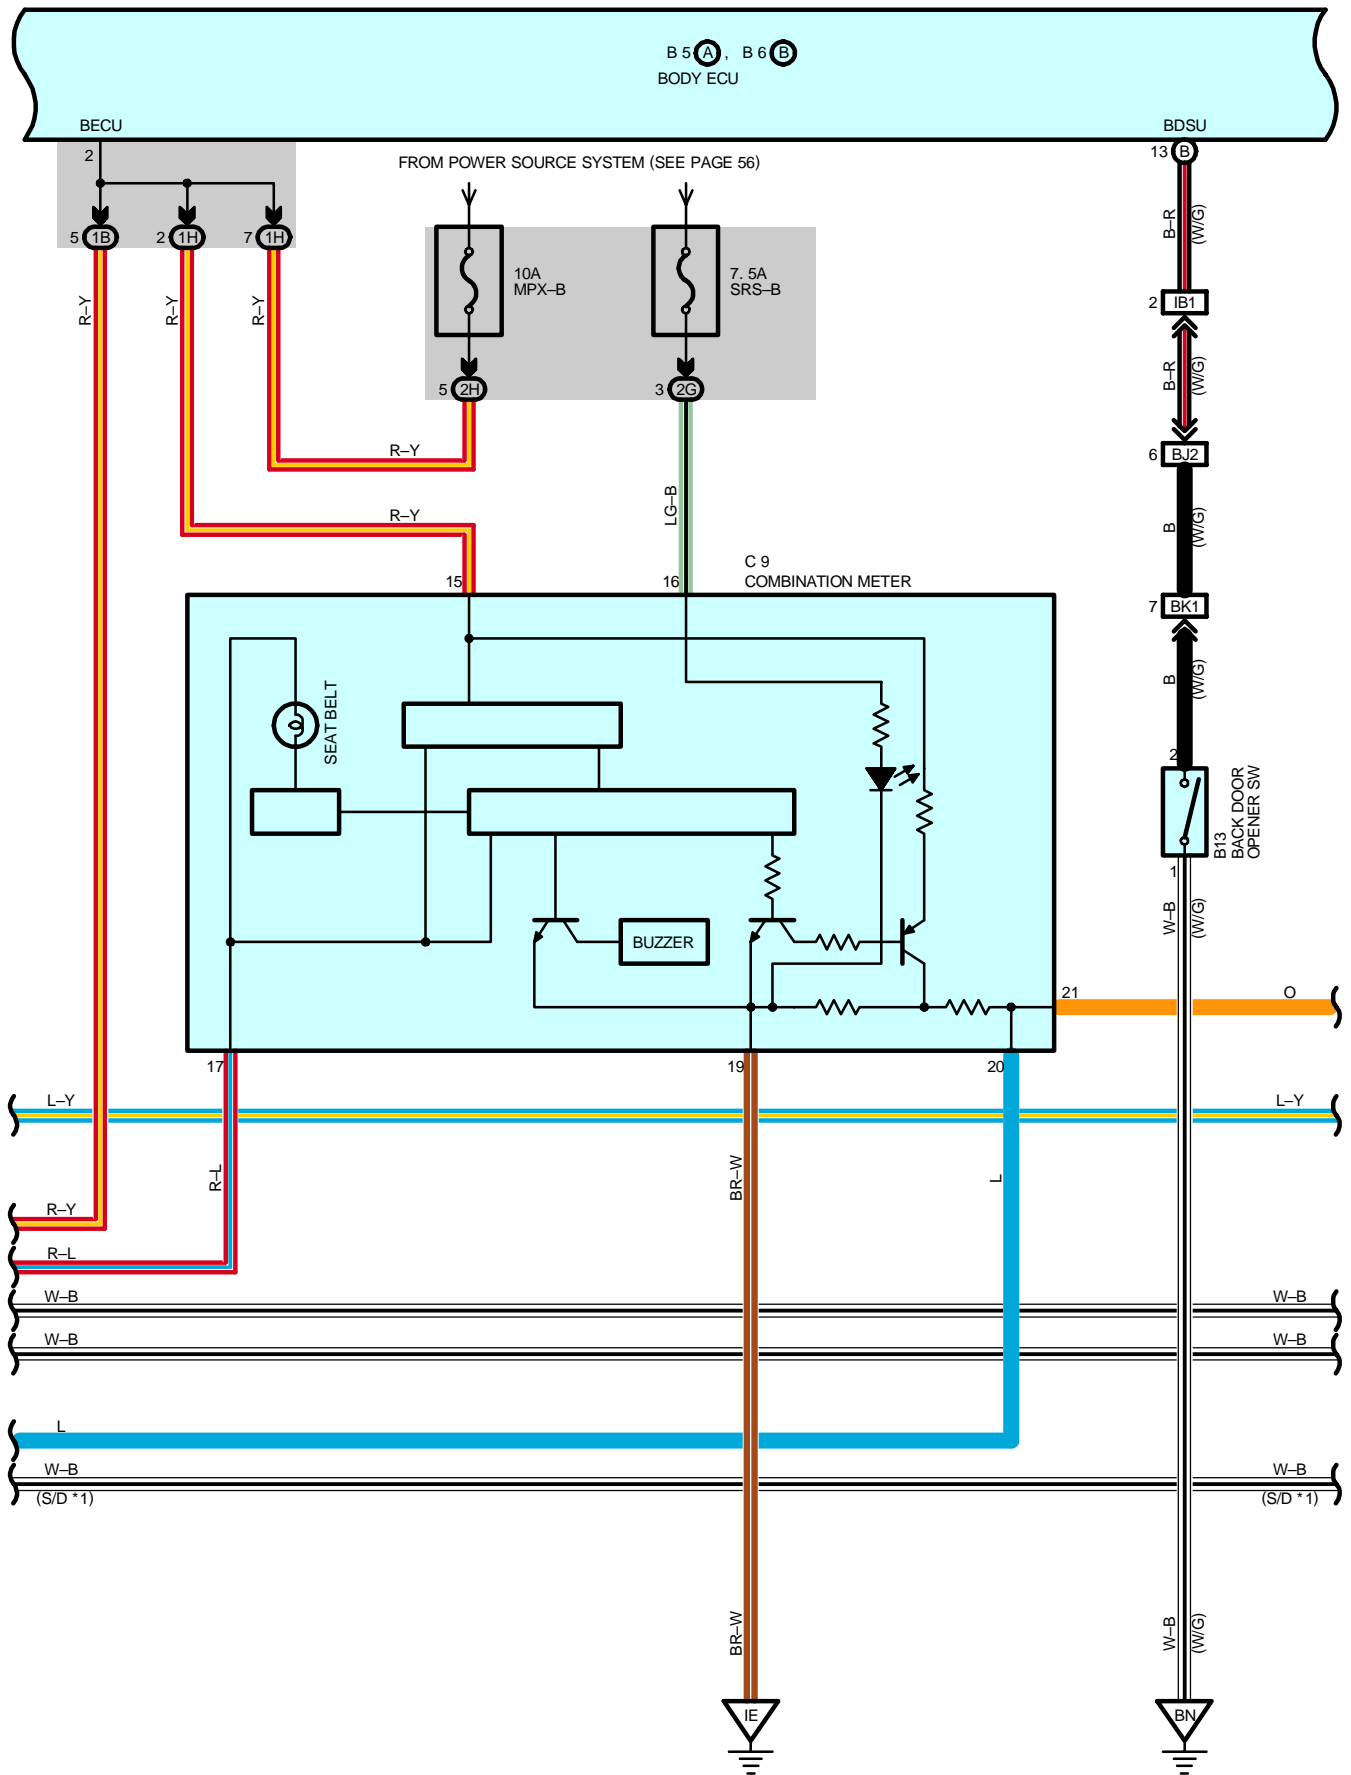 B 5 A , B 6 B
BODY ECU
BECU
BDSU
2
13 B
FROM POWER SOURCE SYSTEM (SEE PAGE 56)
5 1B
2 1H
7 1H
B–R
(W/G)
10A
MPX–B
7. 5A
SRS–B
R–Y
R–Y
R–Y
2 IB1
B–R
(W/G)
5 2H
3 2G
R–Y
6 BJ2
LG–B
R–Y
B
(W/G)
C 9
COMBINATION METER
15
16
7 BK1
B
(W/G)
SEAT BELT
2
B13
BACK DOOR
OPENER SW
1
BUZZER
W–B
(W/G)
21
O
17
19
20
L–Y
L–Y
R–L
BR–W
L
R–Y
R–L
W–B
W–B
W–B
W–B
L
W–B
W–B
(S/D *1)
(S/D *1)
BR–W
W–B
(W/G)
IE
BN